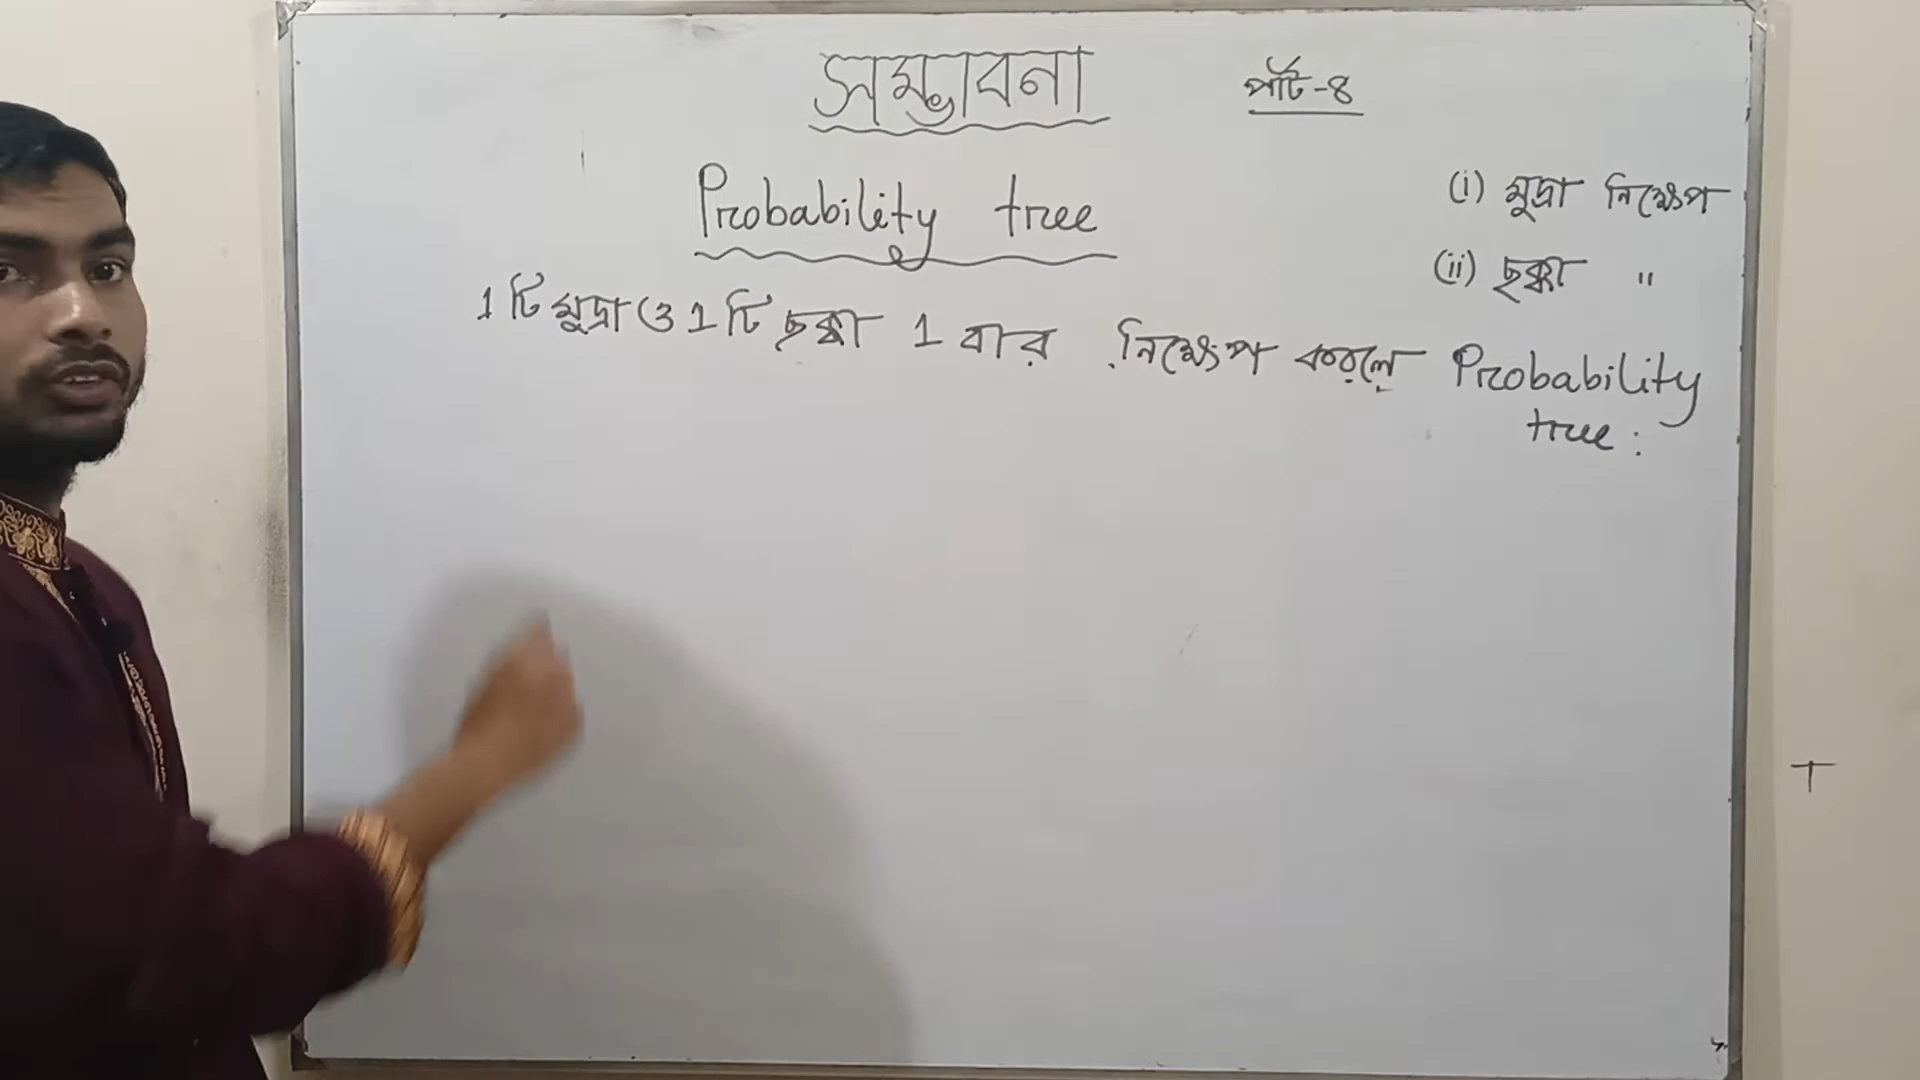 সম্ভাবনা
পার্ট-৪
Probability tree
(i) মুদ্রা নিক্ষেপ
(ii) ছক্কা "
1 টি মুদ্রা ও 1 টি ছক্কা 1 বার নিক্ষেপ করলে Probability
tree:
T